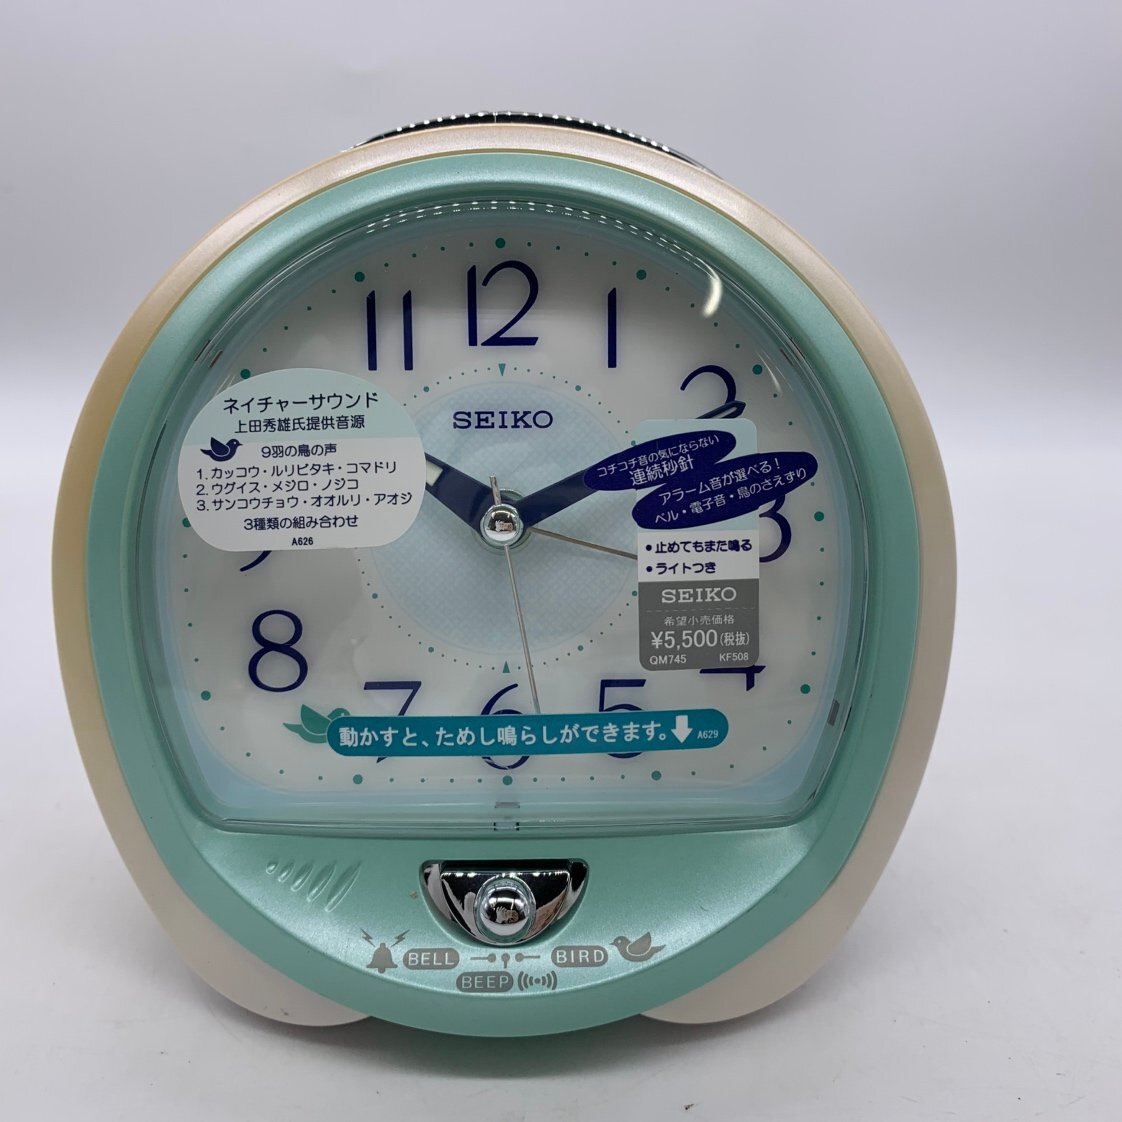 11
12
1
2
SEIKO
ネイチャーサウンド
上田秀雄氏提供音源
9羽の鳥の声
1.カッコウ・ルリビタキ・コマドリ
2.ウグイス・メジロ・ノジコ
3.サンコウチョウ・オオルリ・アオジ
3種類の組み合わせ
A626
コチコチ音の気にならない
連続秒針
アラーム音が選べる!
ベル・電子音・鳥のさえずり
•止めてもまた鳴る
•ライトつき
SEIKO
希望小売価格
¥5,500(税抜)
QM745 KF508
9
3
8
4
7
6
5
動かすと、ためし鳴らしができます。 A629
BELL
BIRD
BEEP